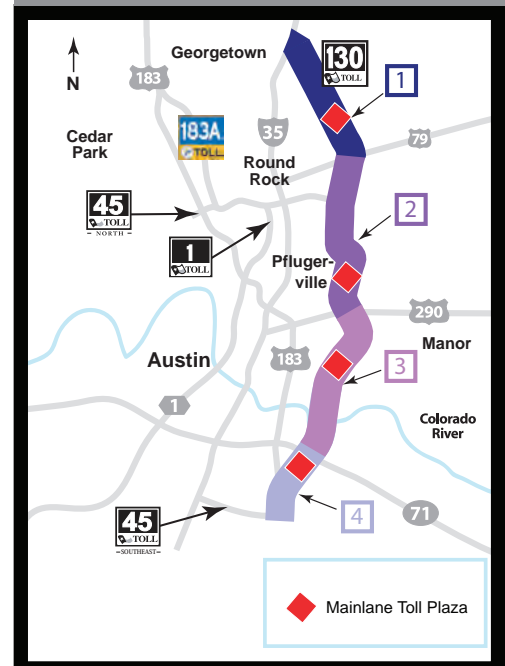 Georgetown
130
TOLL
1
183
N
Cedar
Park
183A
TOLL
35
79
Round
Rock
45
TOLL
NORTH
2
1
TOLL
Pfluger-
ville
290
Manor
Austin
183
3
1
Colorado
River
45
TOLL
SOUTHEAST
4
71
Mainlane Toll Plaza